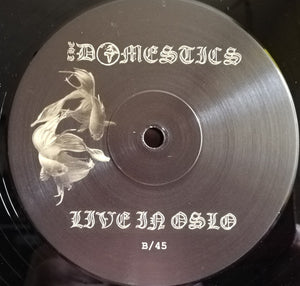 THE DOMESTICS
LIVE IN OSLO
B/45